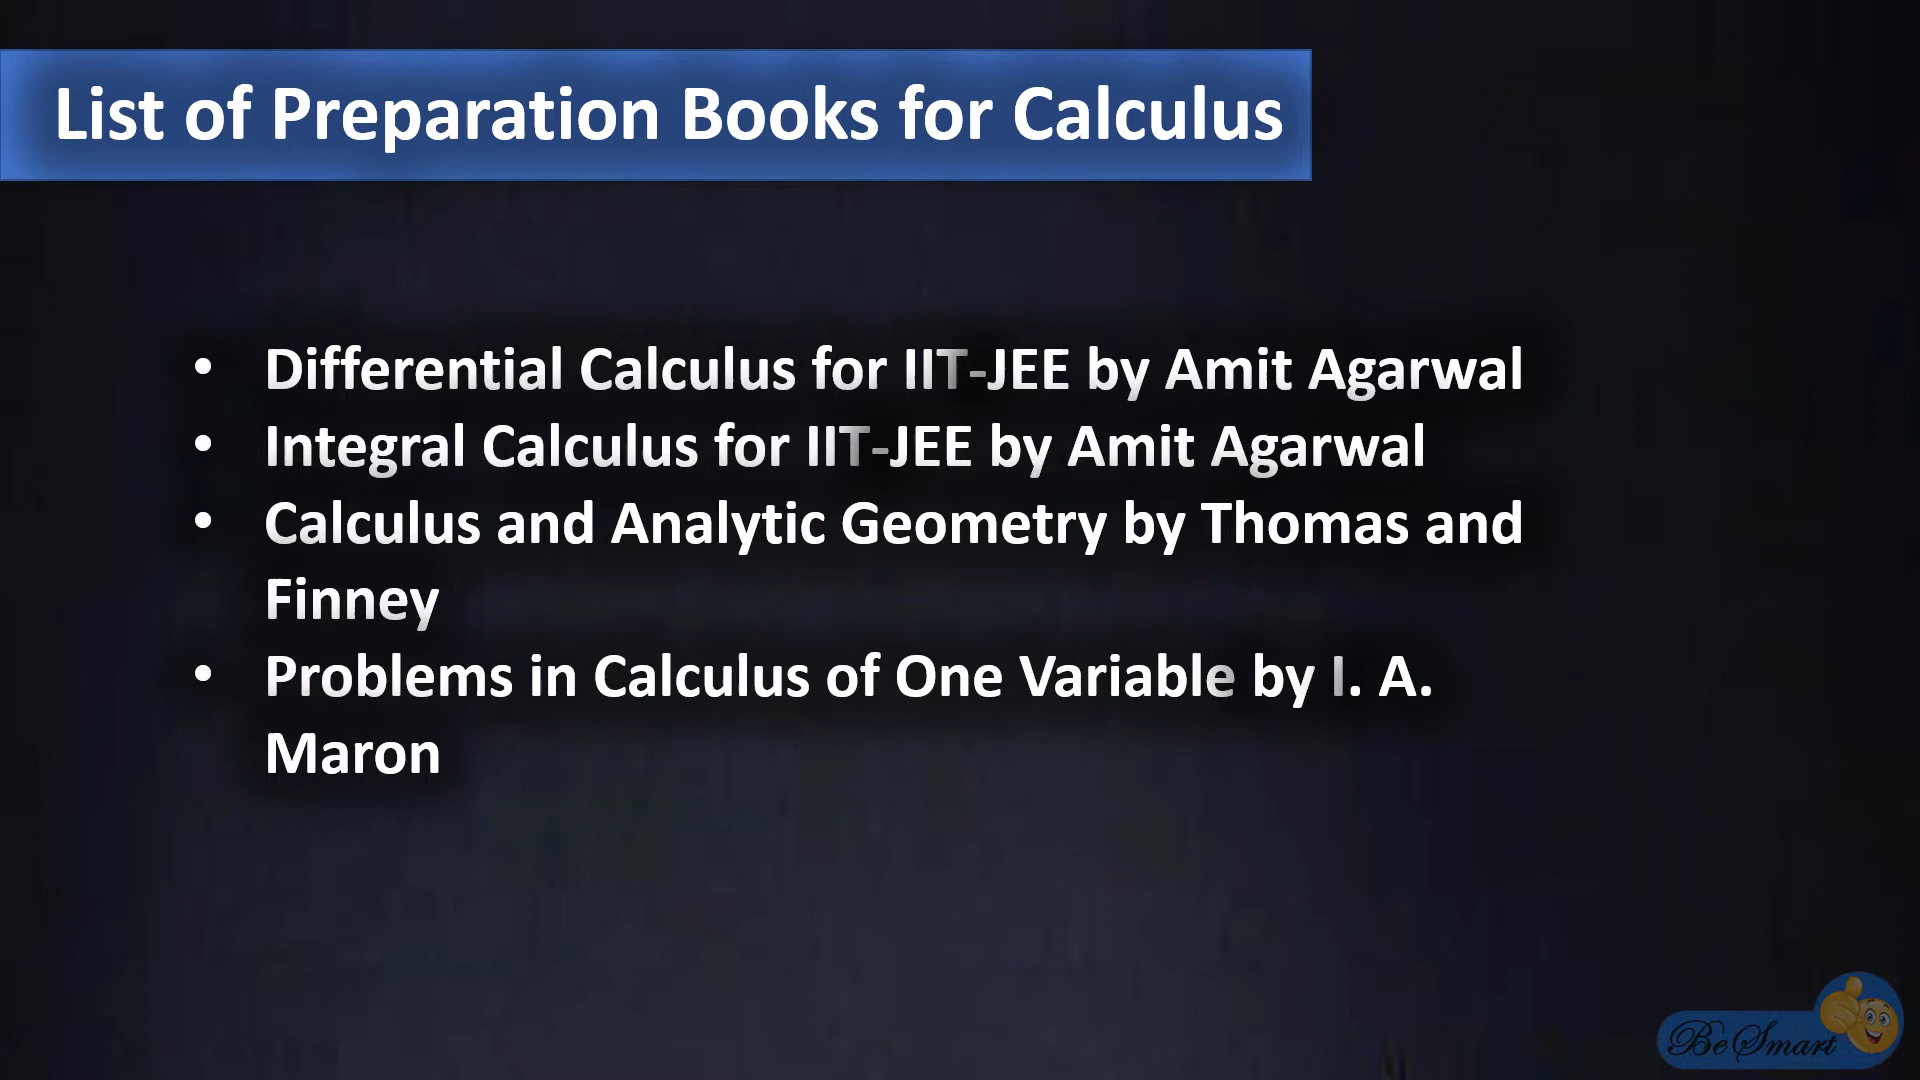 List of Preparation Books for Calculus
• Differential Calculus for IIT-JEE by Amit Agarwal
• Integral Calculus for IIT-JEE by Amit Agarwal
• Calculus and Analytic Geometry by Thomas and
Finney
• Problems in Calculus of One Variable by I. A.
Maron
Be Smart